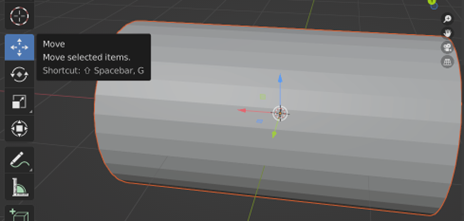 Move
Move selected items.
Shortcut: ⇧ Spacebar, G